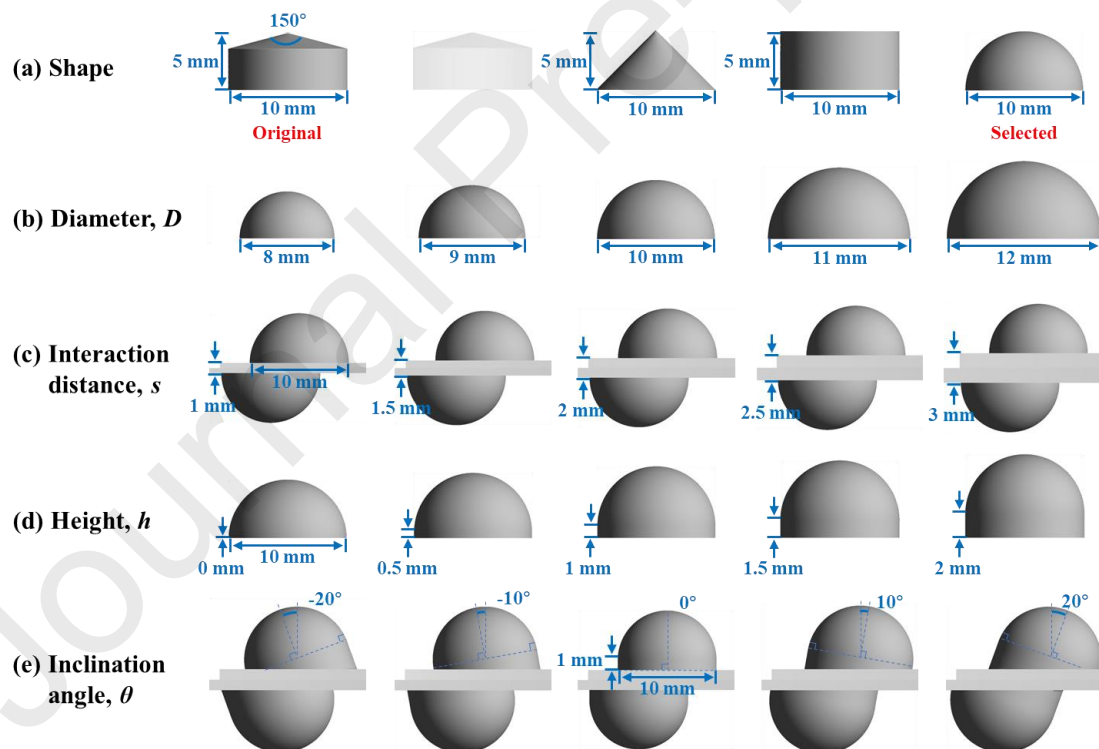 (a) Shape
150°
5 mm
10 mm
Original
5 mm
10 mm
5 mm
10 mm
10 mm
Selected
(b) Diameter, D
8 mm
9 mm
10 mm
11 mm
12 mm
(c) Interaction
distance, s
1 mm
10 mm
1.5 mm
2 mm
2.5 mm
3 mm
(d) Height, h
0 mm
10 mm
0.5 mm
1 mm
1.5 mm
2 mm
(e) Inclination
angle, θ
-20°
-10°
0°
1 mm
10 mm
10°
20°
Journal Pre-